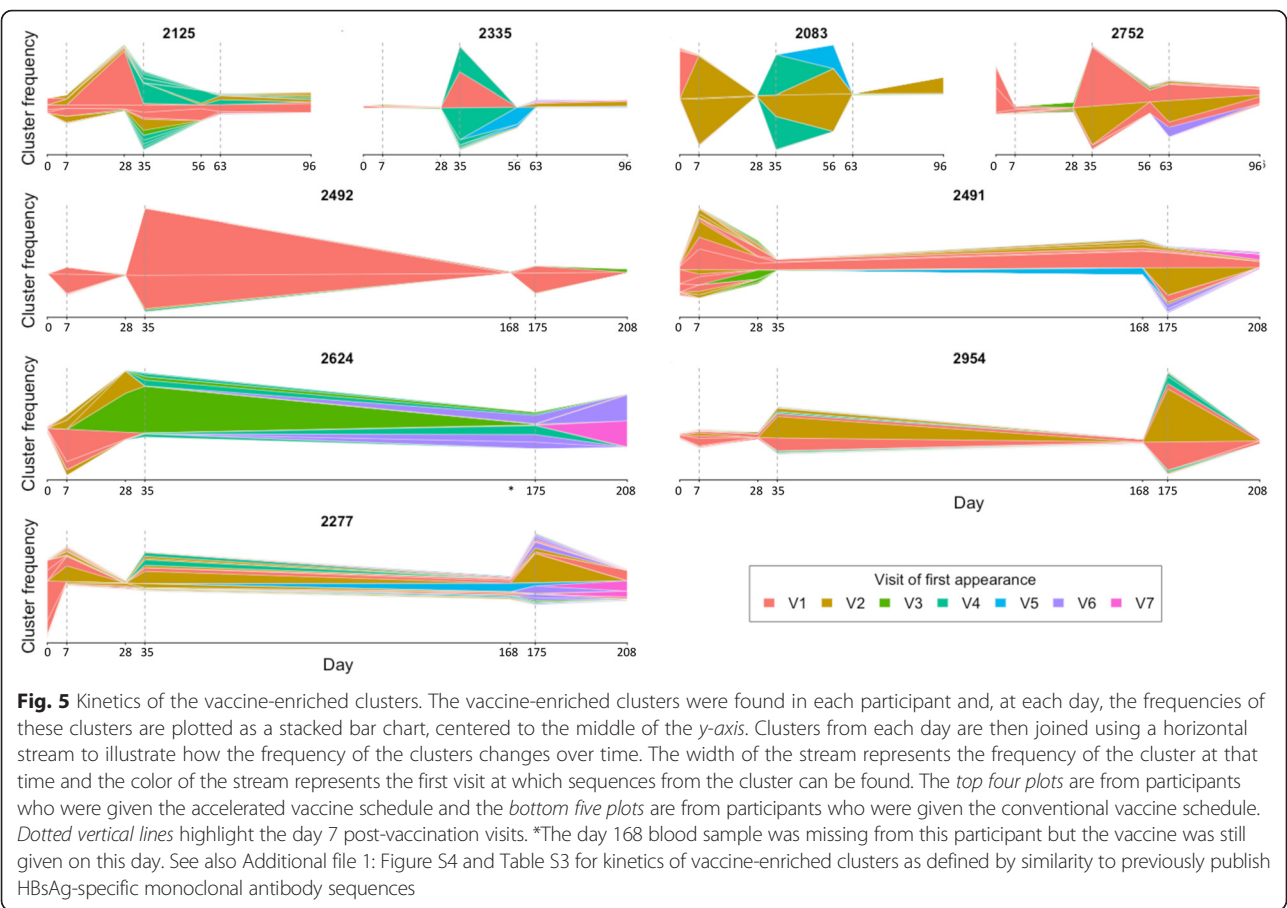 2125
2335
2083
2752
Cluster frequency
0 7 28 35 56 63 96
0 7 28 35 56 63 96
0 7 28 35 56 63 96
0 7 28 35 56 63 96
2492
2491
Cluster frequency
0 7 28 35 168 175 208
0 7 28 35 168 175 208
2624
2954
Cluster frequency
0 7 28 35 * 175 208
0 7 28 35 168 175 208
Day
2277
Cluster frequency
0 7 28 35 168 175 208
Day
Visit of first appearance
V1 V2 V3 V4 V5 V6 V7
Fig. 5 Kinetics of the vaccine-enriched clusters. The vaccine-enriched clusters were found in each participant and, at each day, the frequencies of
these clusters are plotted as a stacked bar chart, centered to the middle of the y-axis. Clusters from each day are then joined using a horizontal
stream to illustrate how the frequency of the clusters changes over time. The width of the stream represents the frequency of the cluster at that
time and the color of the stream represents the first visit at which sequences from the cluster can be found. The top four plots are from participants
who were given the accelerated vaccine schedule and the bottom five plots are from participants who were given the conventional vaccine schedule.
Dotted vertical lines highlight the day 7 post-vaccination visits. *The day 168 blood sample was missing from this participant but the vaccine was still
given on this day. See also Additional file 1: Figure S4 and Table S3 for kinetics of vaccine-enriched clusters as defined by similarity to previously publish
HBsAg-specific monoclonal antibody sequences